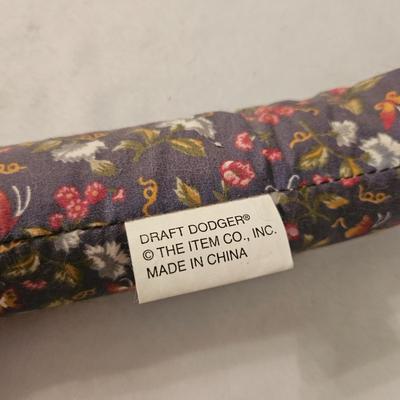 DRAFT DODGER®
© THE ITEM CO., INC.
MADE IN CHINA